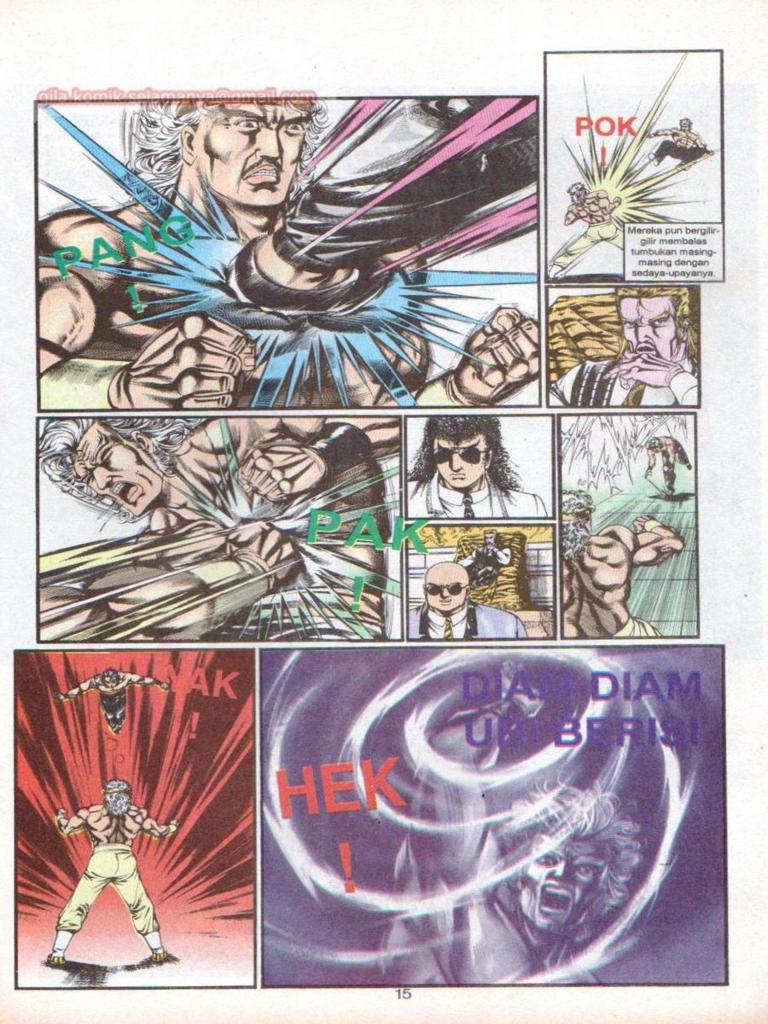 gila.komik.selamanya@gmail.com
PANG
!
POK
!
Mereka pun bergilir-
gilir membalas
tumbukan masing-
masing dengan
sedaya-upayanya.
PAK
!
YAK
!
DIAM-DIAM
UBI BERISI
HEK
!
15